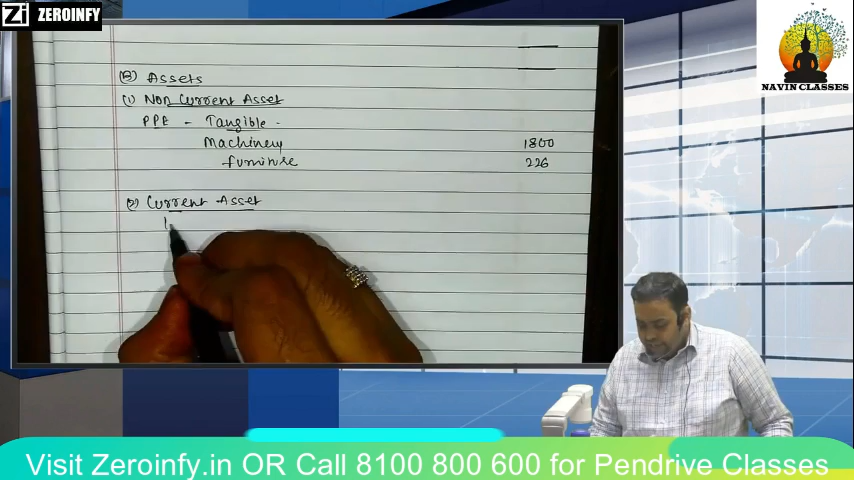 Zi ZEROINFY
NAVIN CLASSES
(B) Assets
(1) Non Current Asset
PPE - Tangible -
Machinery 1800
furniture 226
(2) Current Asset
Visit Zeroinfy.in OR Call 8100 800 600 for Pendrive Classes